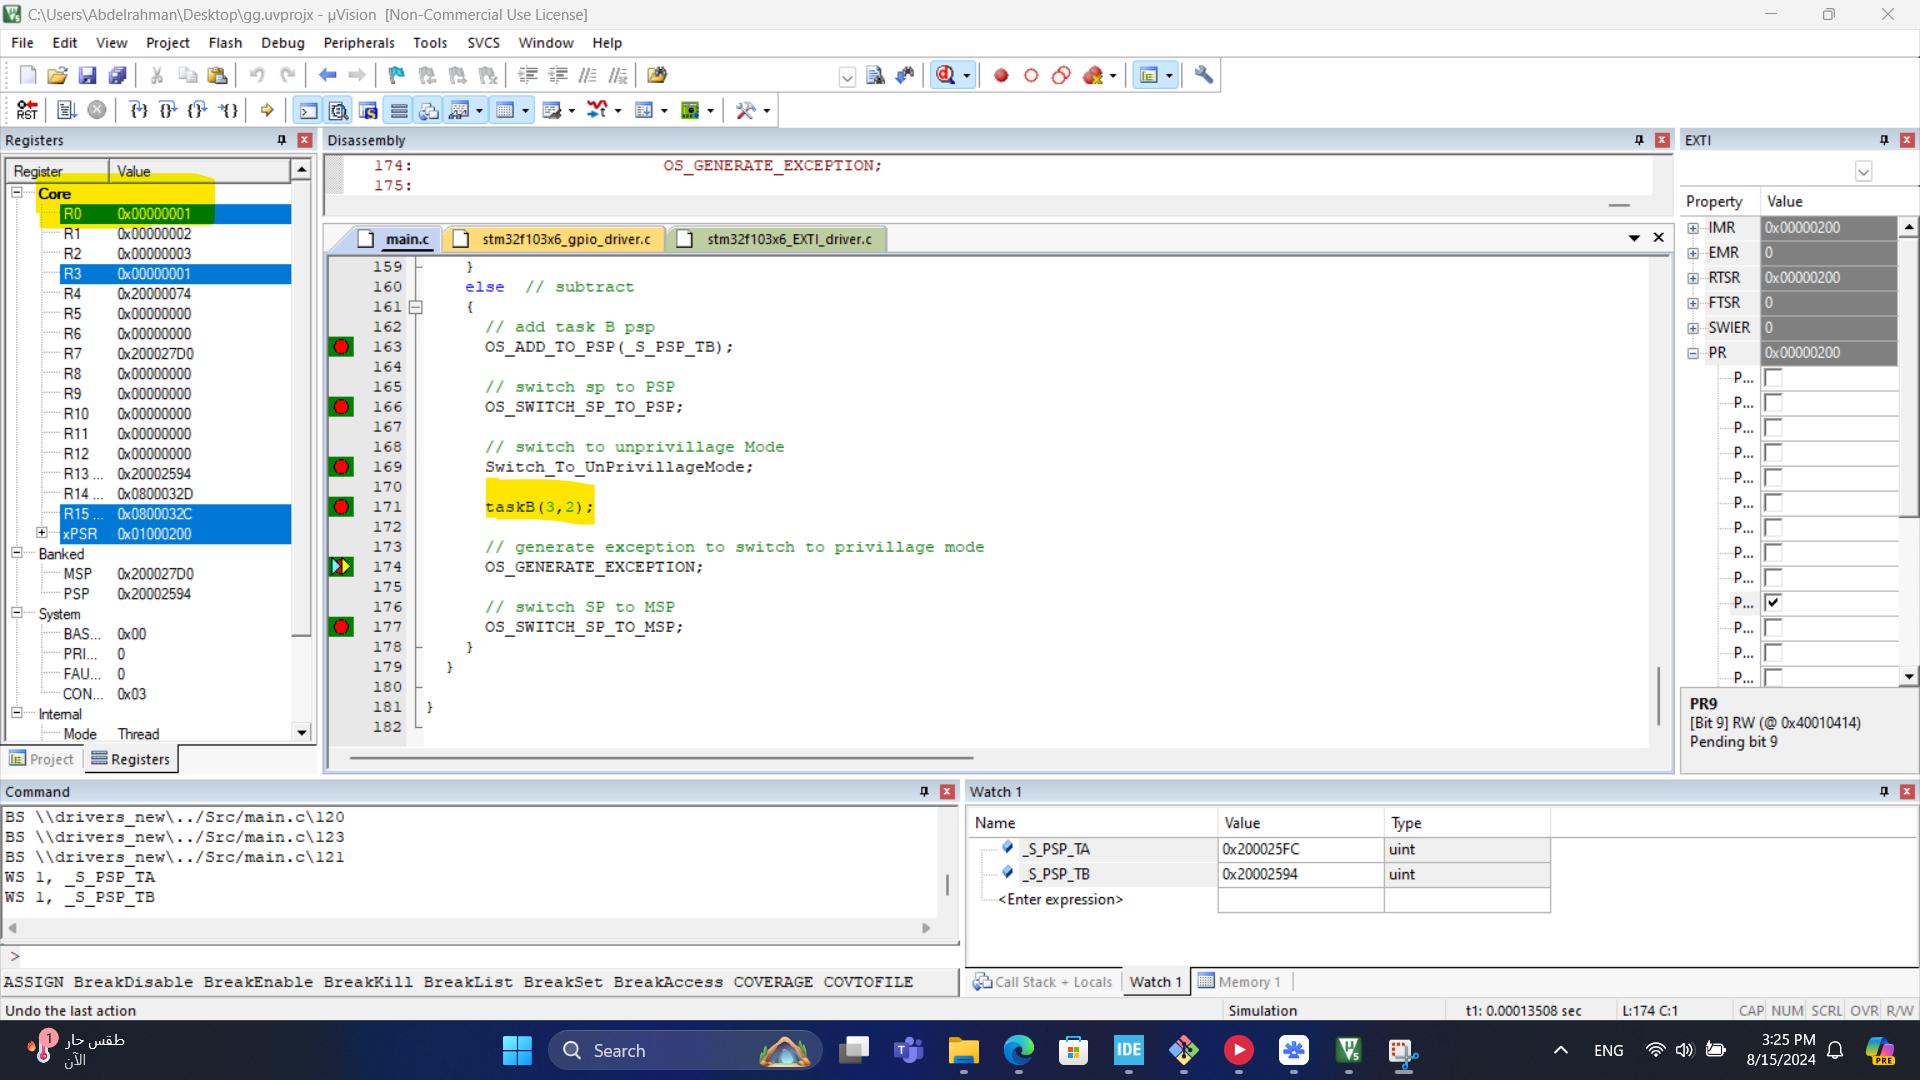 C:\Users\Abdelrahman\Desktop\gg.uvprojx - µVision [Non-Commercial Use License]
File Edit View Project Flash Debug Peripherals Tools SVCS Window Help
Registers
Register Value
Core
R0 0x00000001
R1 0x00000002
R2 0x00000003
R3 0x00000001
R4 0x20000074
R5 0x00000000
R6 0x00000000
R7 0x200027D0
R8 0x00000000
R9 0x00000000
R10 0x00000000
R11 0x00000000
R12 0x00000000
R13 ... 0x20002594
R14 ... 0x0800032D
R15 ... 0x0800032C
xPSR 0x01000200
Banked
MSP 0x200027D0
PSP 0x20002594
System
BAS... 0x00
PRI... 0
FAU... 0
CON... 0x03
Internal
Mode Thread
Project Registers
Disassembly
174: OS_GENERATE_EXCEPTION;
175:
main.c stm32f103x6_gpio_driver.c stm32f103x6_EXTI_driver.c
159 }
160 else // subtract
161 {
162 // add task B psp
163 OS_ADD_TO_PSP(_S_PSP_TB);
164
165 // switch sp to PSP
166 OS_SWITCH_SP_TO_PSP;
167
168 // switch to unprivillage Mode
169 Switch_To_UnPrivillageMode;
170
171 taskB(3,2);
172
173 // generate exception to switch to privillage mode
174 OS_GENERATE_EXCEPTION;
175
176 // switch SP to MSP
177 OS_SWITCH_SP_TO_MSP;
178 }
179 }
180
181 }
182
EXTI
Property Value
IMR 0x00000200
EMR 0
RTSR 0x00000200
FTSR 0
SWIER 0
PR 0x00000200
P...
P...
P...
P...
P...
P...
P...
P...
P...
P...
P...
P...
P...
PR9
[Bit 9] RW (@ 0x40010414)
Pending bit 9
Command
BS \\drivers_new\../Src/main.c\120
BS \\drivers_new\../Src/main.c\123
BS \\drivers_new\../Src/main.c\121
WS 1, _S_PSP_TA
WS 1, _S_PSP_TB
>
ASSIGN BreakDisable BreakEnable BreakKill BreakList BreakSet BreakAccess COVERAGE COVTOFILE
Watch 1
Name Value Type
_S_PSP_TA 0x200025FC uint
_S_PSP_TB 0x20002594 uint
<Enter expression>
Call Stack + Locals Watch 1 Memory 1
Undo the last action Simulation t1: 0.00013508 sec L:174 C:1 CAP NUM SCRL OVR R/W
1
طقس حار
الآن
Search
IDE
ENG
3:25 PM
8/15/2024
PRE